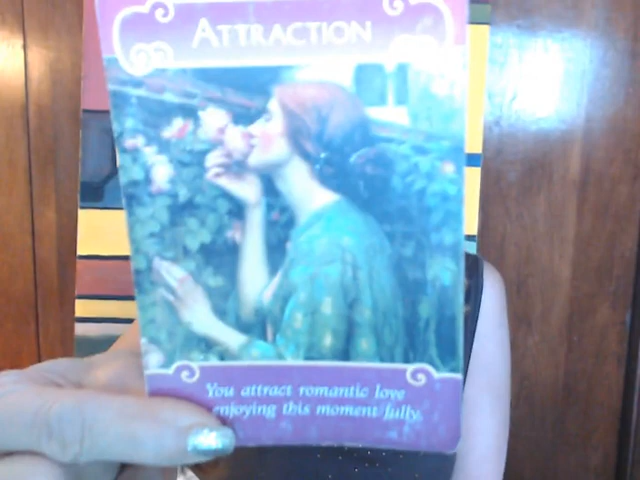 ATTRACTION
You attract romantic love
enjoying this moment fully.